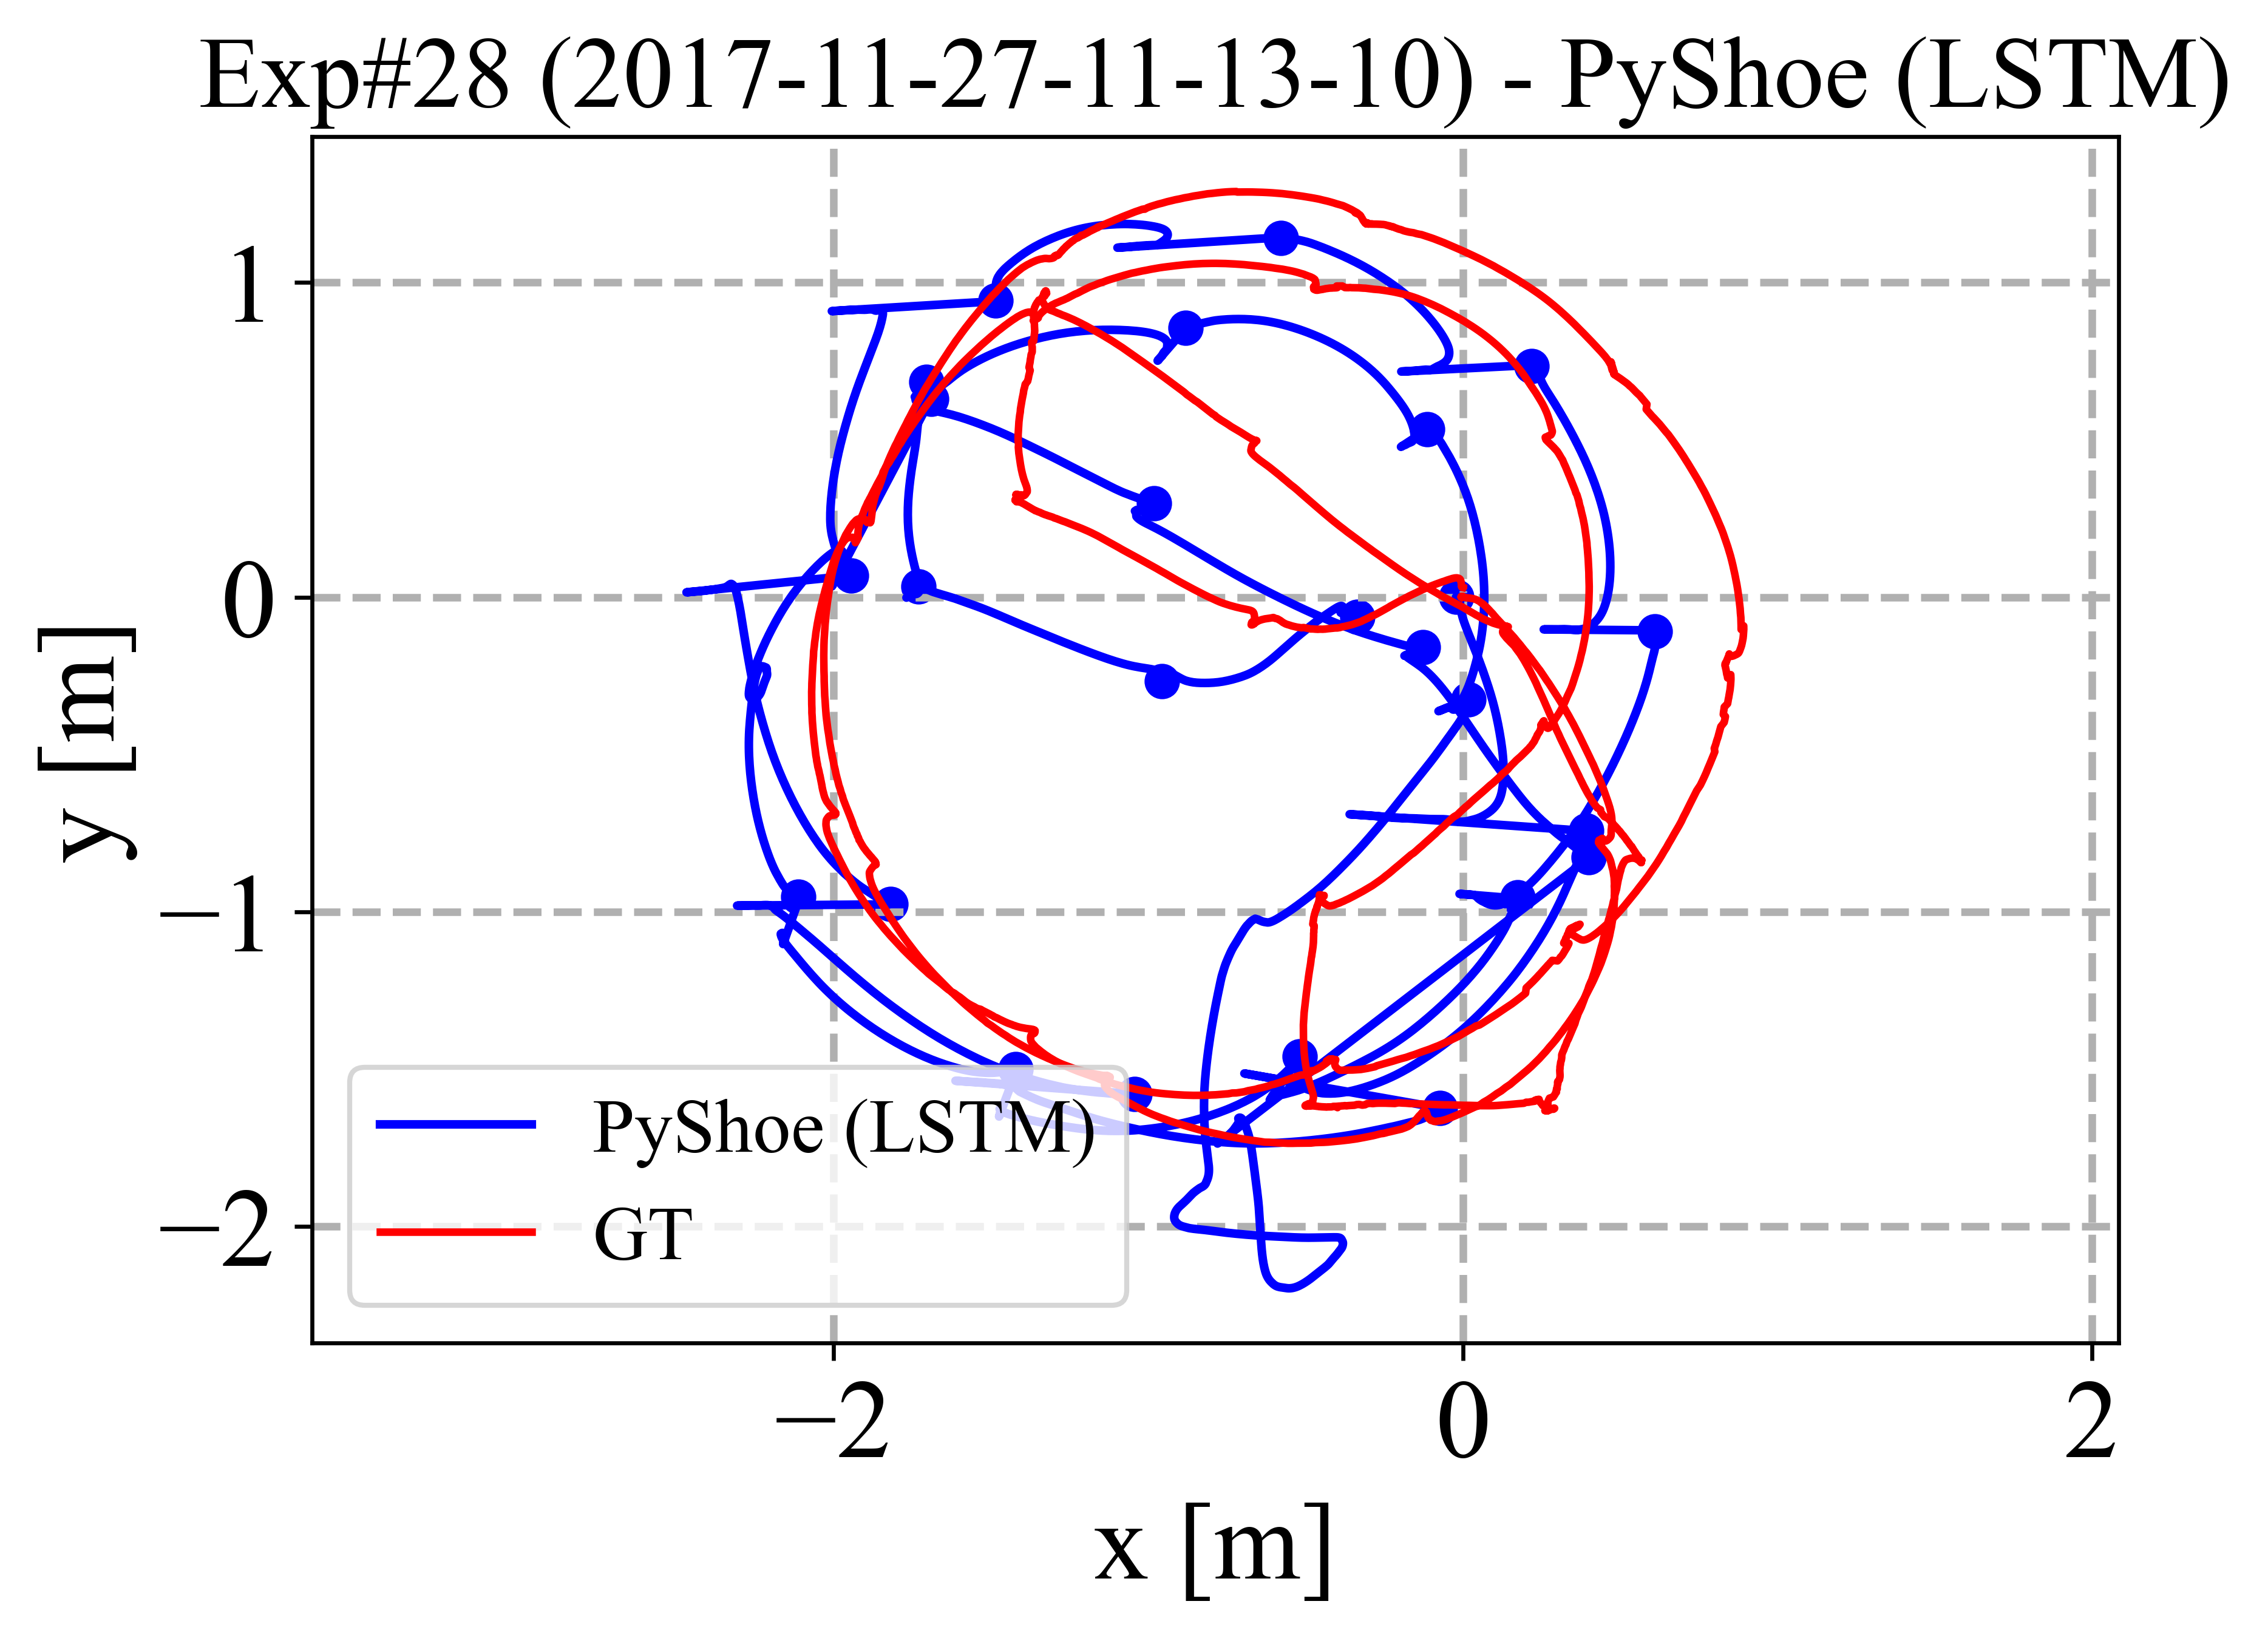 Exp#28 (2017-11-27-11-13-10) - PyShoe (LSTM)
1
0
−1
−2
y [m]
PyShoe (LSTM)
GT
−2 0 2
x [m]